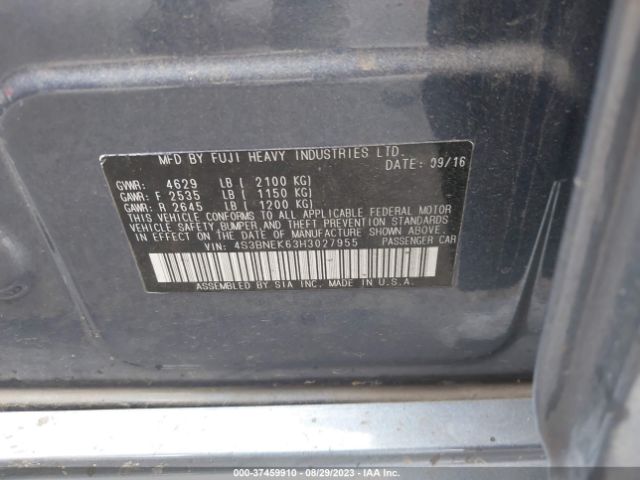 MFD BY FUJI HEAVY INDUSTRIES LTD.
DATE: 09/16
GVWR: 4629 LB ( 2100 KG)
GAWR: F 2535 LB ( 1150 KG)
GAWR: R 2645 LB ( 1200 KG)
THIS VEHICLE CONFORMS TO ALL APPLICABLE FEDERAL MOTOR
VEHICLE SAFETY, BUMPER, AND THEFT PREVENTION STANDARDS
IN EFFECT ON THE DATE OF MANUFACTURE SHOWN ABOVE.
VIN: 4S3BNEK63H3027955 PASSENGER CAR
ASSEMBLED BY SIA INC. MADE IN U.S.A.
000-37459910 - 08/29/2023 - IAA Inc.